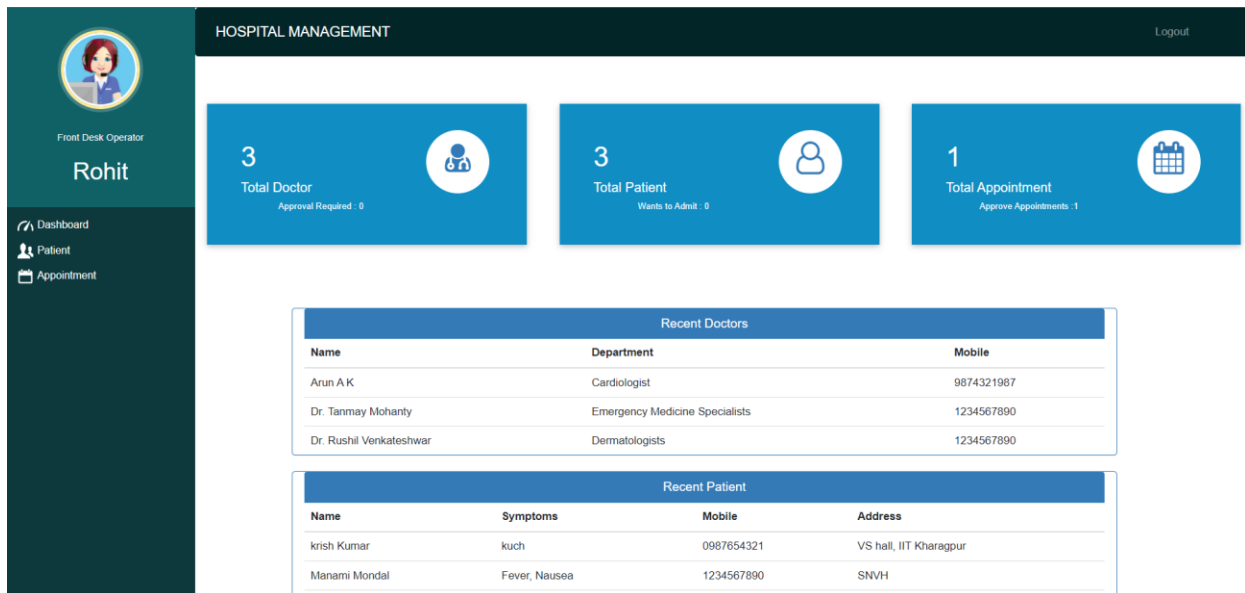 HOSPITAL MANAGEMENT
Logout
Front Desk Operator
Rohit
Dashboard
Patient
Appointment
3
Total Doctor
Approval Required : 0
3
Total Patient
Wants to Admit : 0
1
Total Appointment
Approve Appointments :1
Recent Doctors
Name Department Mobile
Arun A K Cardiologist 9874321987
Dr. Tanmay Mohanty Emergency Medicine Specialists 1234567890
Dr. Rushil Venkateshwar Dermatologists 1234567890
Recent Patient
Name Symptoms Mobile Address
krish Kumar kuch 0987654321 VS hall, IIT Kharagpur
Manami Mondal Fever, Nausea 1234567890 SNVH